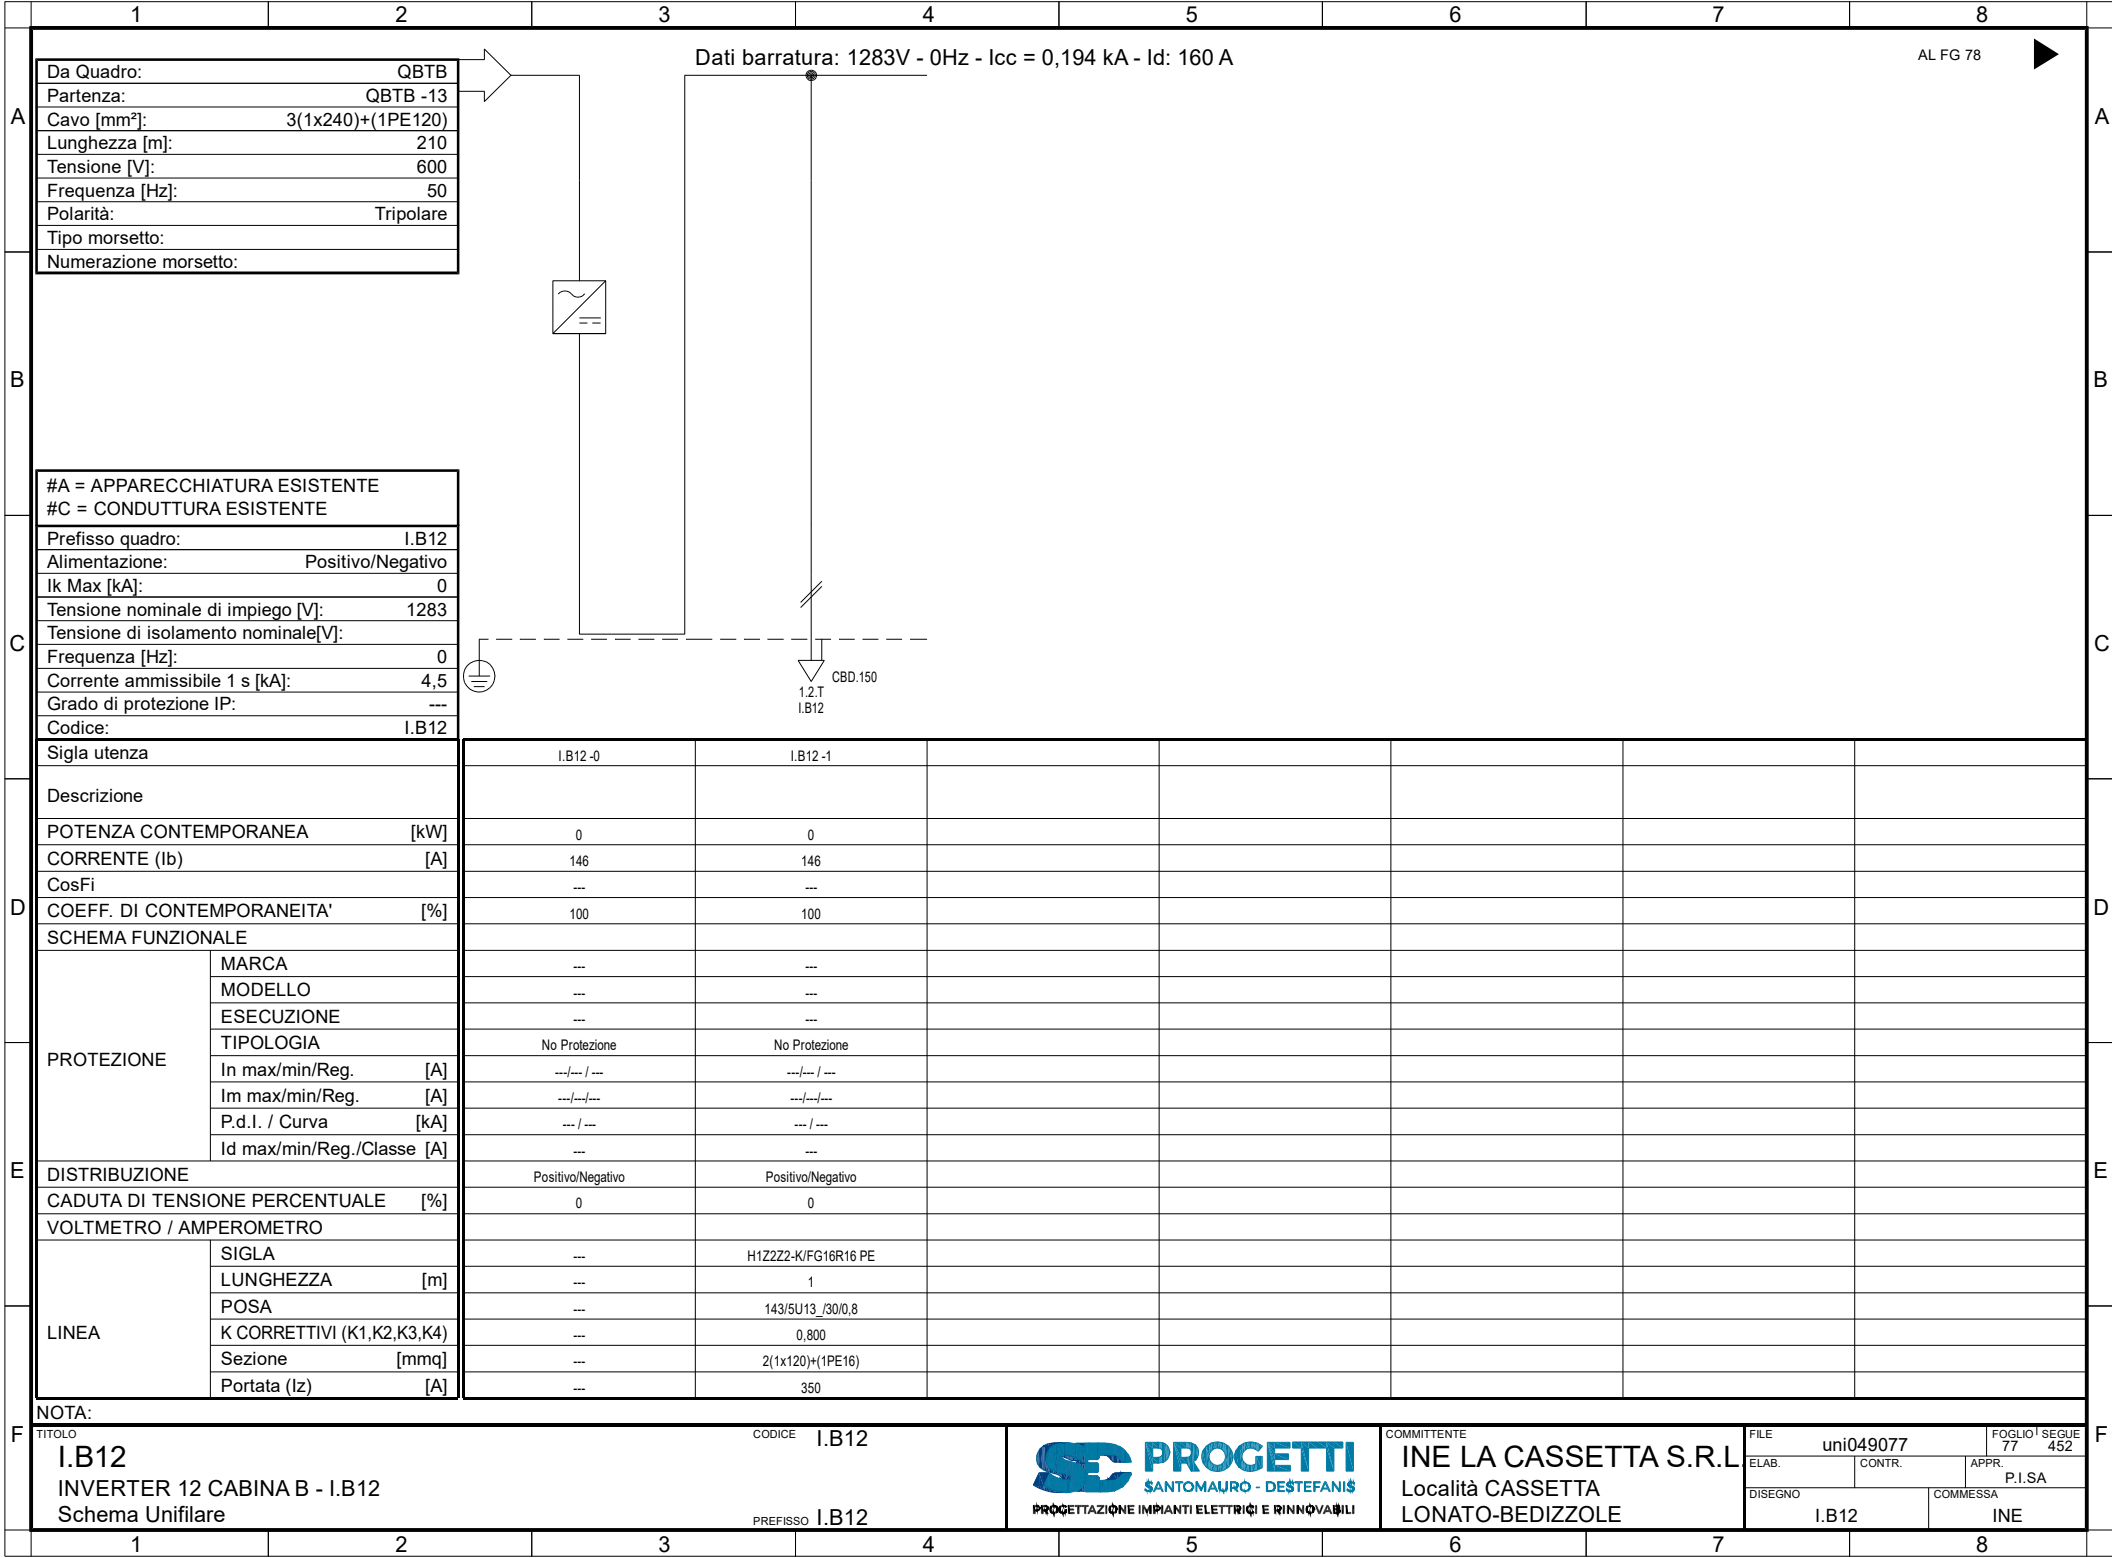 1 2 3 4 5 6 7 8
Dati barratura: 1283V - 0Hz - Icc = 0,194 kA - Id: 160 A
AL FG 78
Da Quadro: QBTB
Partenza: QBTB -13
Cavo [mm²]: 3(1x240)+(1PE120)
Lunghezza [m]: 210
Tensione [V]: 600
Frequenza [Hz]: 50
Polarità: Tripolare
Tipo morsetto:
Numerazione morsetto:
A A
B B
#A = APPARECCHIATURA ESISTENTE
#C = CONDUTTURA ESISTENTE
Prefisso quadro: I.B12
Alimentazione: Positivo/Negativo
Ik Max [kA]: 0
Tensione nominale di impiego [V]: 1283
Tensione di isolamento nominale[V]:
Frequenza [Hz]: 0
Corrente ammissibile 1 s [kA]: 4,5
Grado di protezione IP: ---
Codice: I.B12
C C
CBD.150
1.2.T
I.B12
Sigla utenza I.B12 -0 I.B12 -1
Descrizione
POTENZA CONTEMPORANEA [kW] 0 0
CORRENTE (Ib) [A] 146 146
CosFi --- ---
D D
COEFF. DI CONTEMPORANEITA' [%] 100 100
SCHEMA FUNZIONALE
PROTEZIONE
MARCA --- ---
MODELLO --- ---
ESECUZIONE --- ---
TIPOLOGIA No Protezione No Protezione
In max/min/Reg. [A] ---/--- / --- ---/--- / ---
Im max/min/Reg. [A] ---/---/--- ---/---/---
P.d.I. / Curva [kA] --- / --- --- / ---
Id max/min/Reg./Classe [A] --- ---
E E
DISTRIBUZIONE Positivo/Negativo Positivo/Negativo
CADUTA DI TENSIONE PERCENTUALE [%] 0 0
VOLTMETRO / AMPEROMETRO
LINEA
SIGLA --- H1Z2Z2-K/FG16R16 PE
LUNGHEZZA [m] --- 1
POSA --- 143/5U13_/30/0,8
K CORRETTIVI (K1,K2,K3,K4) --- 0,800
Sezione [mmq] --- 2(1x120)+(1PE16)
Portata (Iz) [A] --- 350
NOTA:
F F
TITOLO
I.B12
INVERTER 12 CABINA B - I.B12
Schema Unifilare
CODICE I.B12
PREFISSO I.B12
SD PROGETTI
SANTOMAURO - DESTEFANIS
PROGETTAZIONE IMPIANTI ELETTRICI E RINNOVABILI
COMMITTENTE
INE LA CASSETTA S.R.L.
Località CASSETTA
LONATO-BEDIZZOLE
FILE uni049077
FOGLIO SEGUE
77 452
ELAB. CONTR. APPR.
P.I.SA
DISEGNO I.B12
COMMESSA INE
1 2 3 4 5 6 7 8